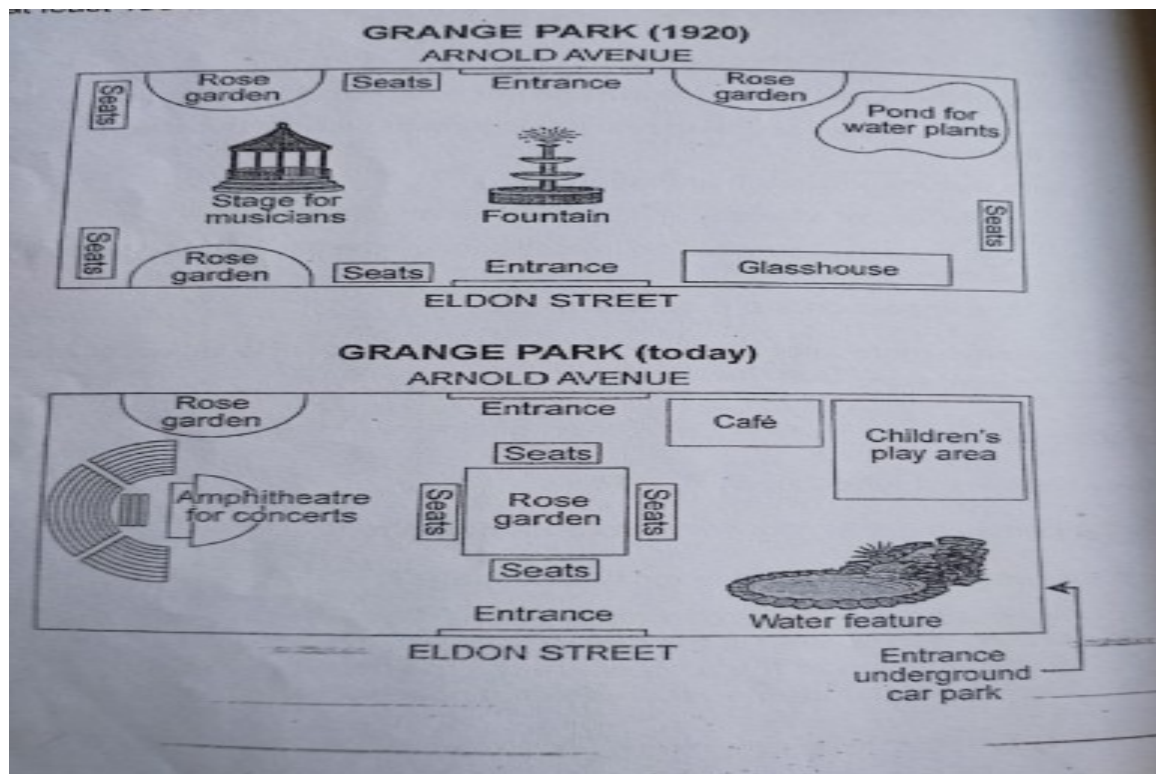 GRANGE PARK (1920)
ARNOLD AVENUE
Rose
garden
Seats
Entrance
Rose
garden
Seats
Pond for
water plants
Stage for
musicians
Fountain
Seats
Seats
Rose
garden
Seats
Entrance
Glasshouse
ELDON STREET
GRANGE PARK (today)
ARNOLD AVENUE
Rose
garden
Entrance
Café
Children's
play area
Seats
Amphitheatre
for concerts
Seats
Rose
garden
Seats
Seats
Entrance
Water feature
ELDON STREET
Entrance
underground
car park